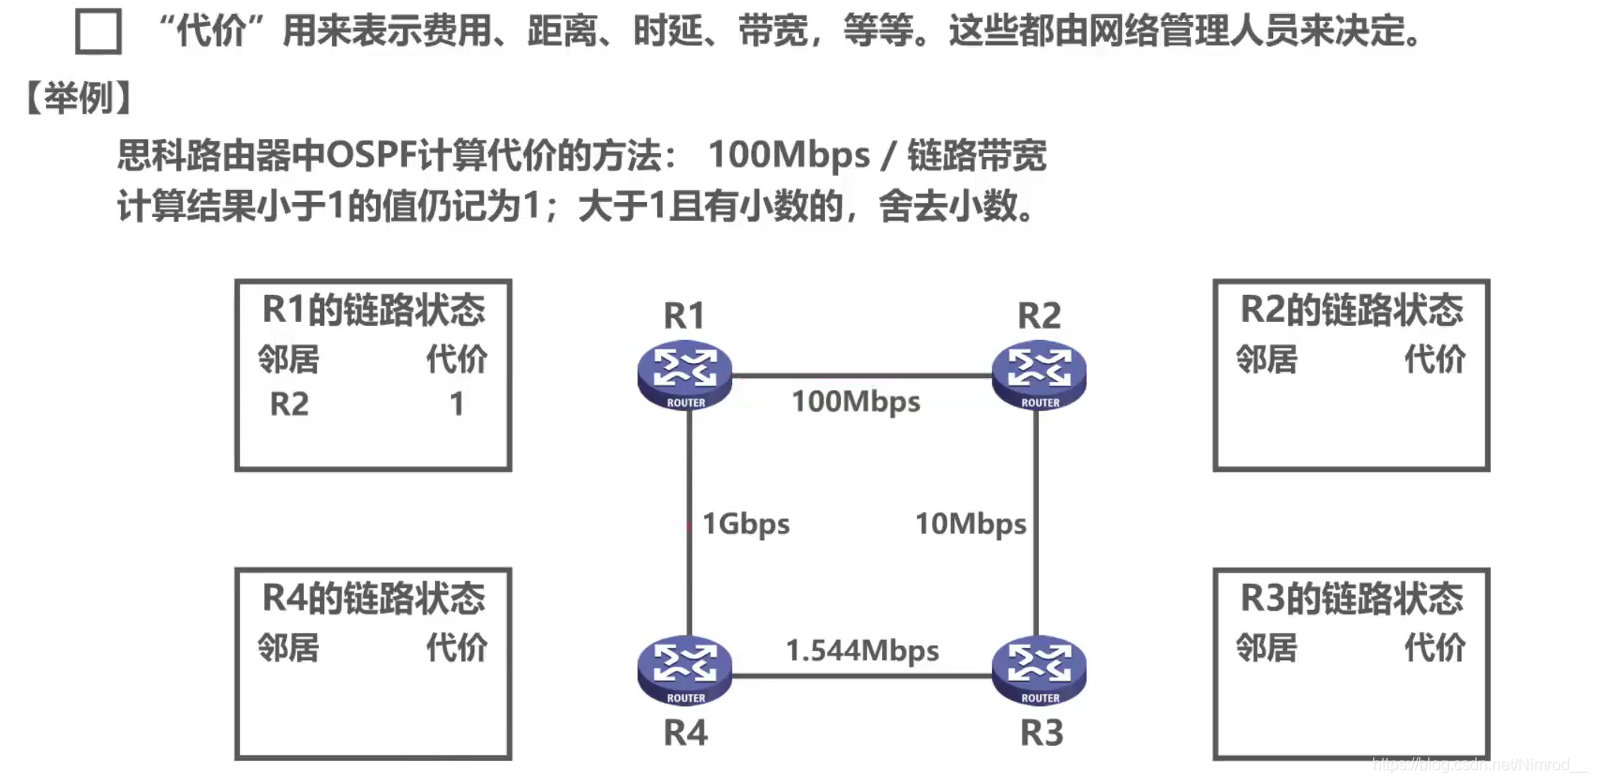 “代价”用来表示费用、距离、时延、带宽，等等。这些都由网络管理人员来决定。
【举例】
思科路由器中OSPF计算代价的方法： 100Mbps / 链路带宽
计算结果小于1的值仍记为1；大于1且有小数的，舍去小数。
R1的链路状态
邻居 代价
R2 1
R1
ROUTER
100Mbps
R2
ROUTER
R2的链路状态
邻居 代价
1Gbps
10Mbps
R4的链路状态
邻居 代价
ROUTER
R4
1.544Mbps
ROUTER
R3
R3的链路状态
邻居 代价
https://blog.csdn.net/Nimrod__